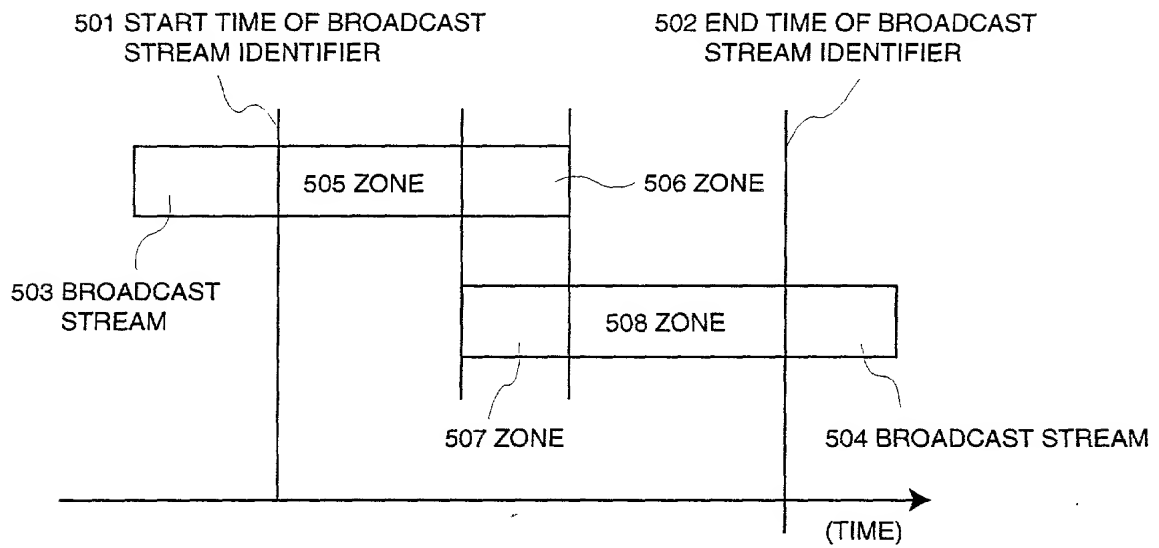 501 START TIME OF BROADCAST
STREAM IDENTIFIER
502 END TIME OF BROADCAST
STREAM IDENTIFIER
505 ZONE
506 ZONE
503 BROADCAST
STREAM
508 ZONE
507 ZONE
504 BROADCAST STREAM
(TIME)